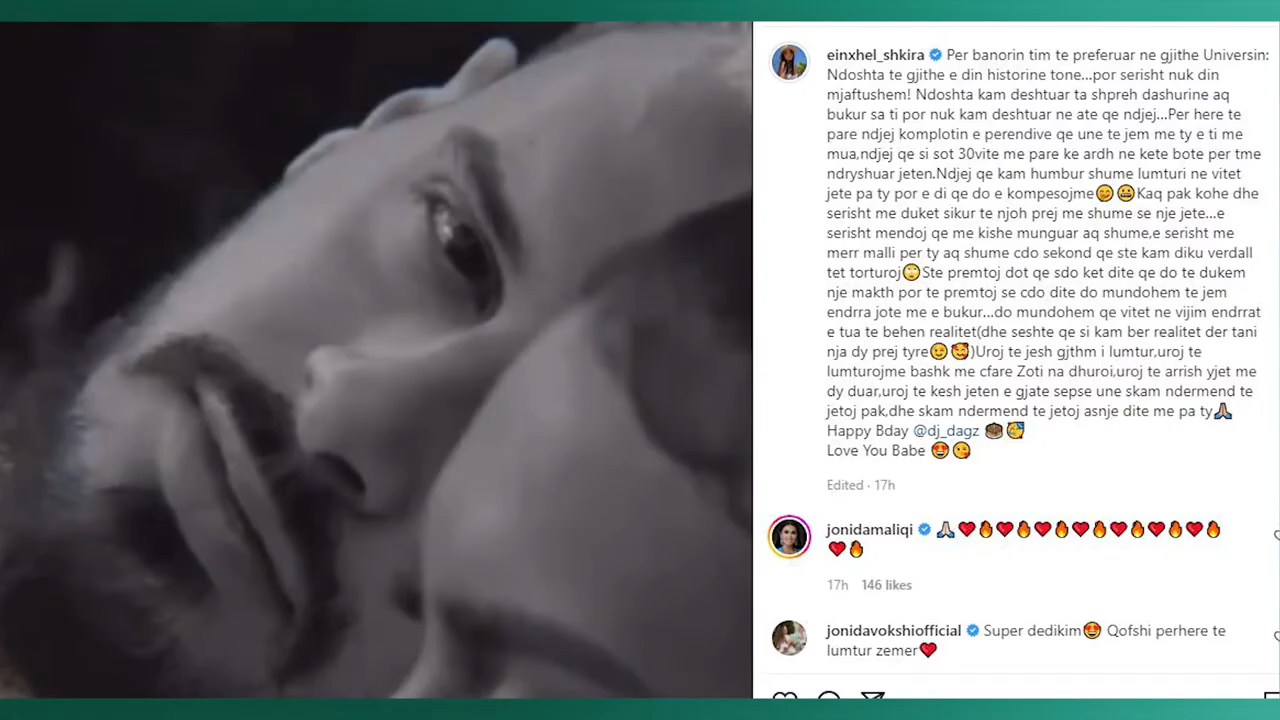 einxhel_shkira Per banorin tim te preferuar ne gjithe Universin:
Ndoshta te gjithe e din historine tone...por serisht nuk din
mjaftushem! Ndoshta kam deshtuar ta shpreh dashurine aq
bukur sa ti por nuk kam deshtuar ne ate qe ndjej...Per here te
pare ndjej komplotin e perendive qe une te jem me ty e ti me
mua,ndjej qe si sot 30vite me pare ke ardh ne kete bote per tme
ndryshuar jeten.Ndjej qe kam humbur shume lumturi ne vitet
jete pa ty por e di qe do e kompesojme😊😬Kaq pak kohe dhe
serisht me duket sikur te njoh prej me shume se nje jete...e
serisht mendoj qe me kishe munguar aq shume,e serisht me
merr malli per ty aq shume cdo sekond qe ste kam diku verdall
tet torturoj🙄Ste premtoj dot qe sdo ket dite qe do te dukem
nje makth por te premtoj se cdo dite do mundohem te jem
endrra jote me e bukur...do mundohem qe vitet ne vijim endrrat
e tua te behen realitet(dhe seshte qe si kam ber realitet der tani
nja dy prej tyre😉🥰)Uroj te jesh gjthm i lumtur,uroj te
lumturojme bashk me cfare Zoti na dhuroi,uroj te arrish yjet me
dy duar,uroj te kesh jeten e gjate sepse une skam ndermend te
jetoj pak,dhe skam ndermend te jetoj asnje dite me pa ty🙏🏼
Happy Bday @dj_dagz 🎂🥳
Love You Babe 😍😘
Edited · 17h
jonidamaliqi 🙏🏼❤🔥❤🔥❤🔥❤🔥❤🔥❤🔥❤🔥
❤🔥
17h 146 likes
jonidavokshiofficial Super dedikim😍 Qofshi perhere te
lumtur zemer❤